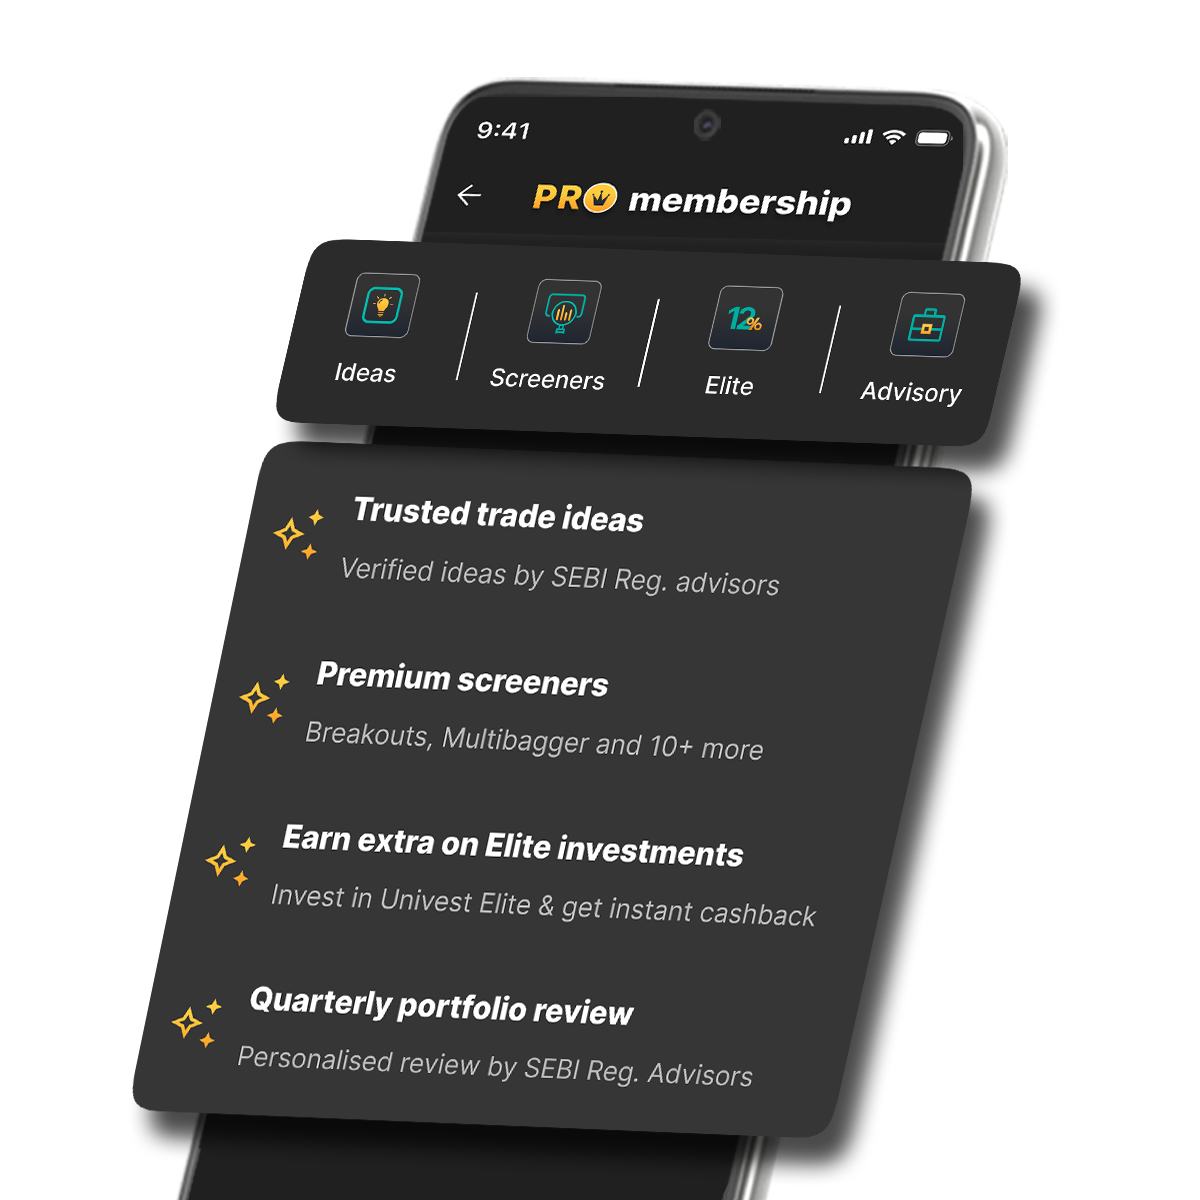 9:41
PRO membership
Ideas
Screeners
12%
Elite
Advisory
Trusted trade ideas
Verified ideas by SEBI Reg. advisors
Premium screeners
Breakouts, Multibagger and 10+ more
Earn extra on Elite investments
Invest in Univest Elite & get instant cashback
Quarterly portfolio review
Personalised review by SEBI Reg. Advisors